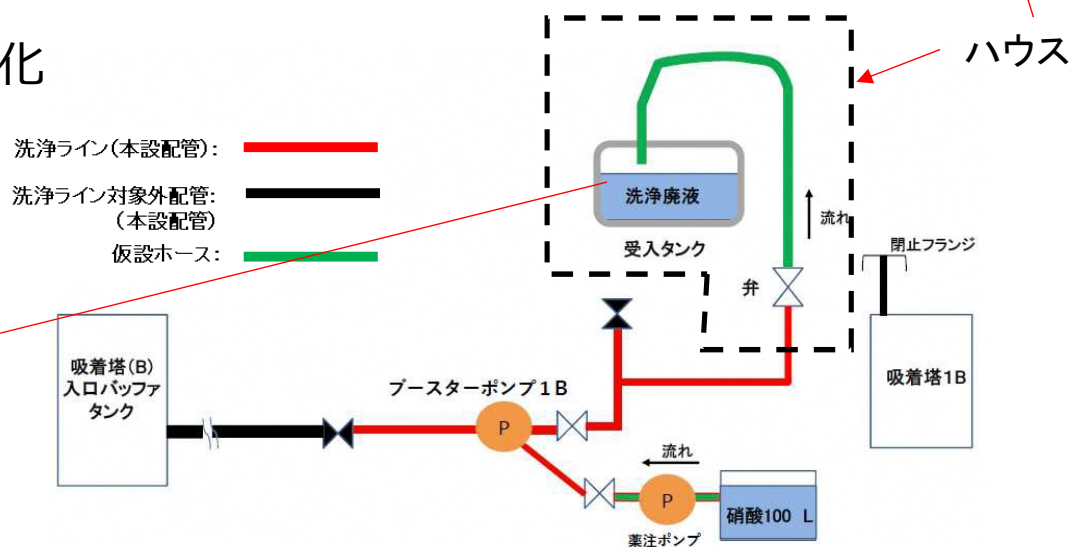 化
ハウス
洗浄ライン(本設配管):
洗浄ライン対象外配管:
(本設配管)
仮設ホース:
洗浄廃液
受入タンク
流れ
弁
閉止フランジ
吸着塔(B)
入口バッファ
タンク
ブースターポンプ1B
P
吸着塔1B
流れ
P
薬注ポンプ
硝酸100 L